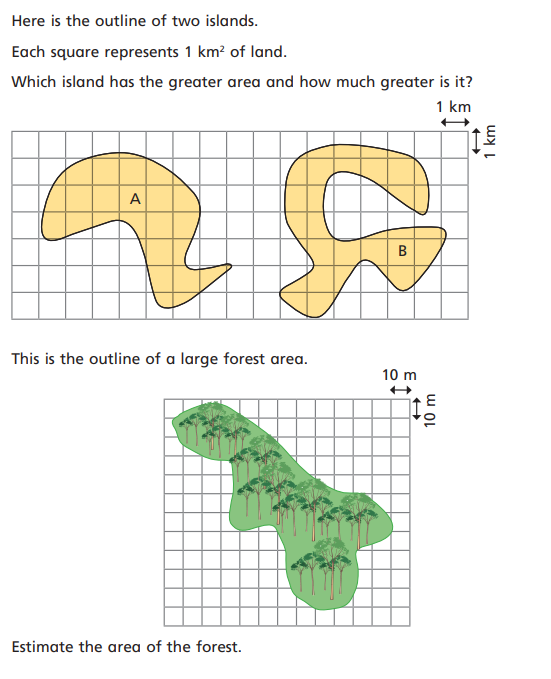 Here is the outline of two islands.
Each square represents 1 km² of land.
Which island has the greater area and how much greater is it?
1 km
1 km
A
B
This is the outline of a large forest area.
10 m
10 m
Estimate the area of the forest.